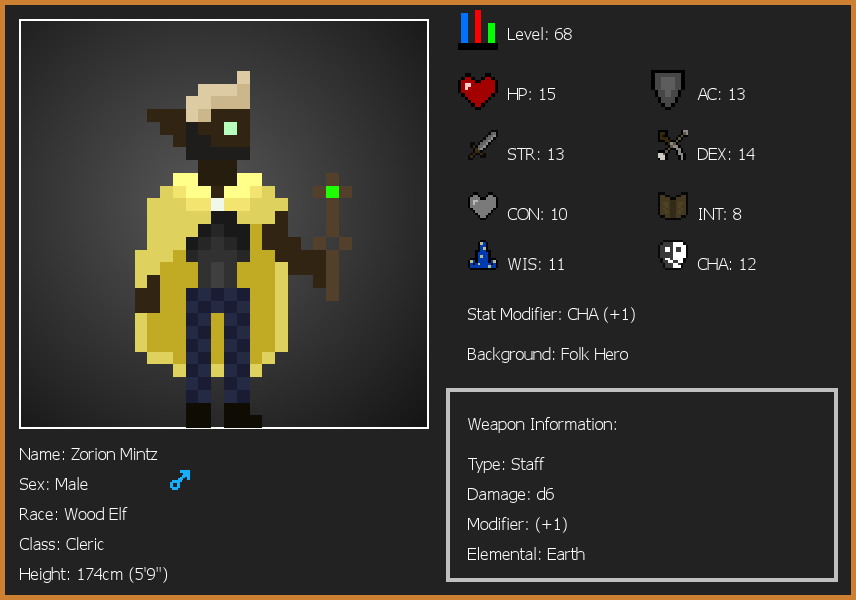 Level: 68
HP: 15
AC: 13
STR: 13
DEX: 14
CON: 10
INT: 8
WIS: 11
CHA: 12
Stat Modifier: CHA (+1)
Background: Folk Hero
Weapon Information:
Type: Staff
Damage: d6
Modifier: (+1)
Elemental: Earth
Name: Zorion Mintz
Sex: Male
Race: Wood Elf
Class: Cleric
Height: 174cm (5'9")